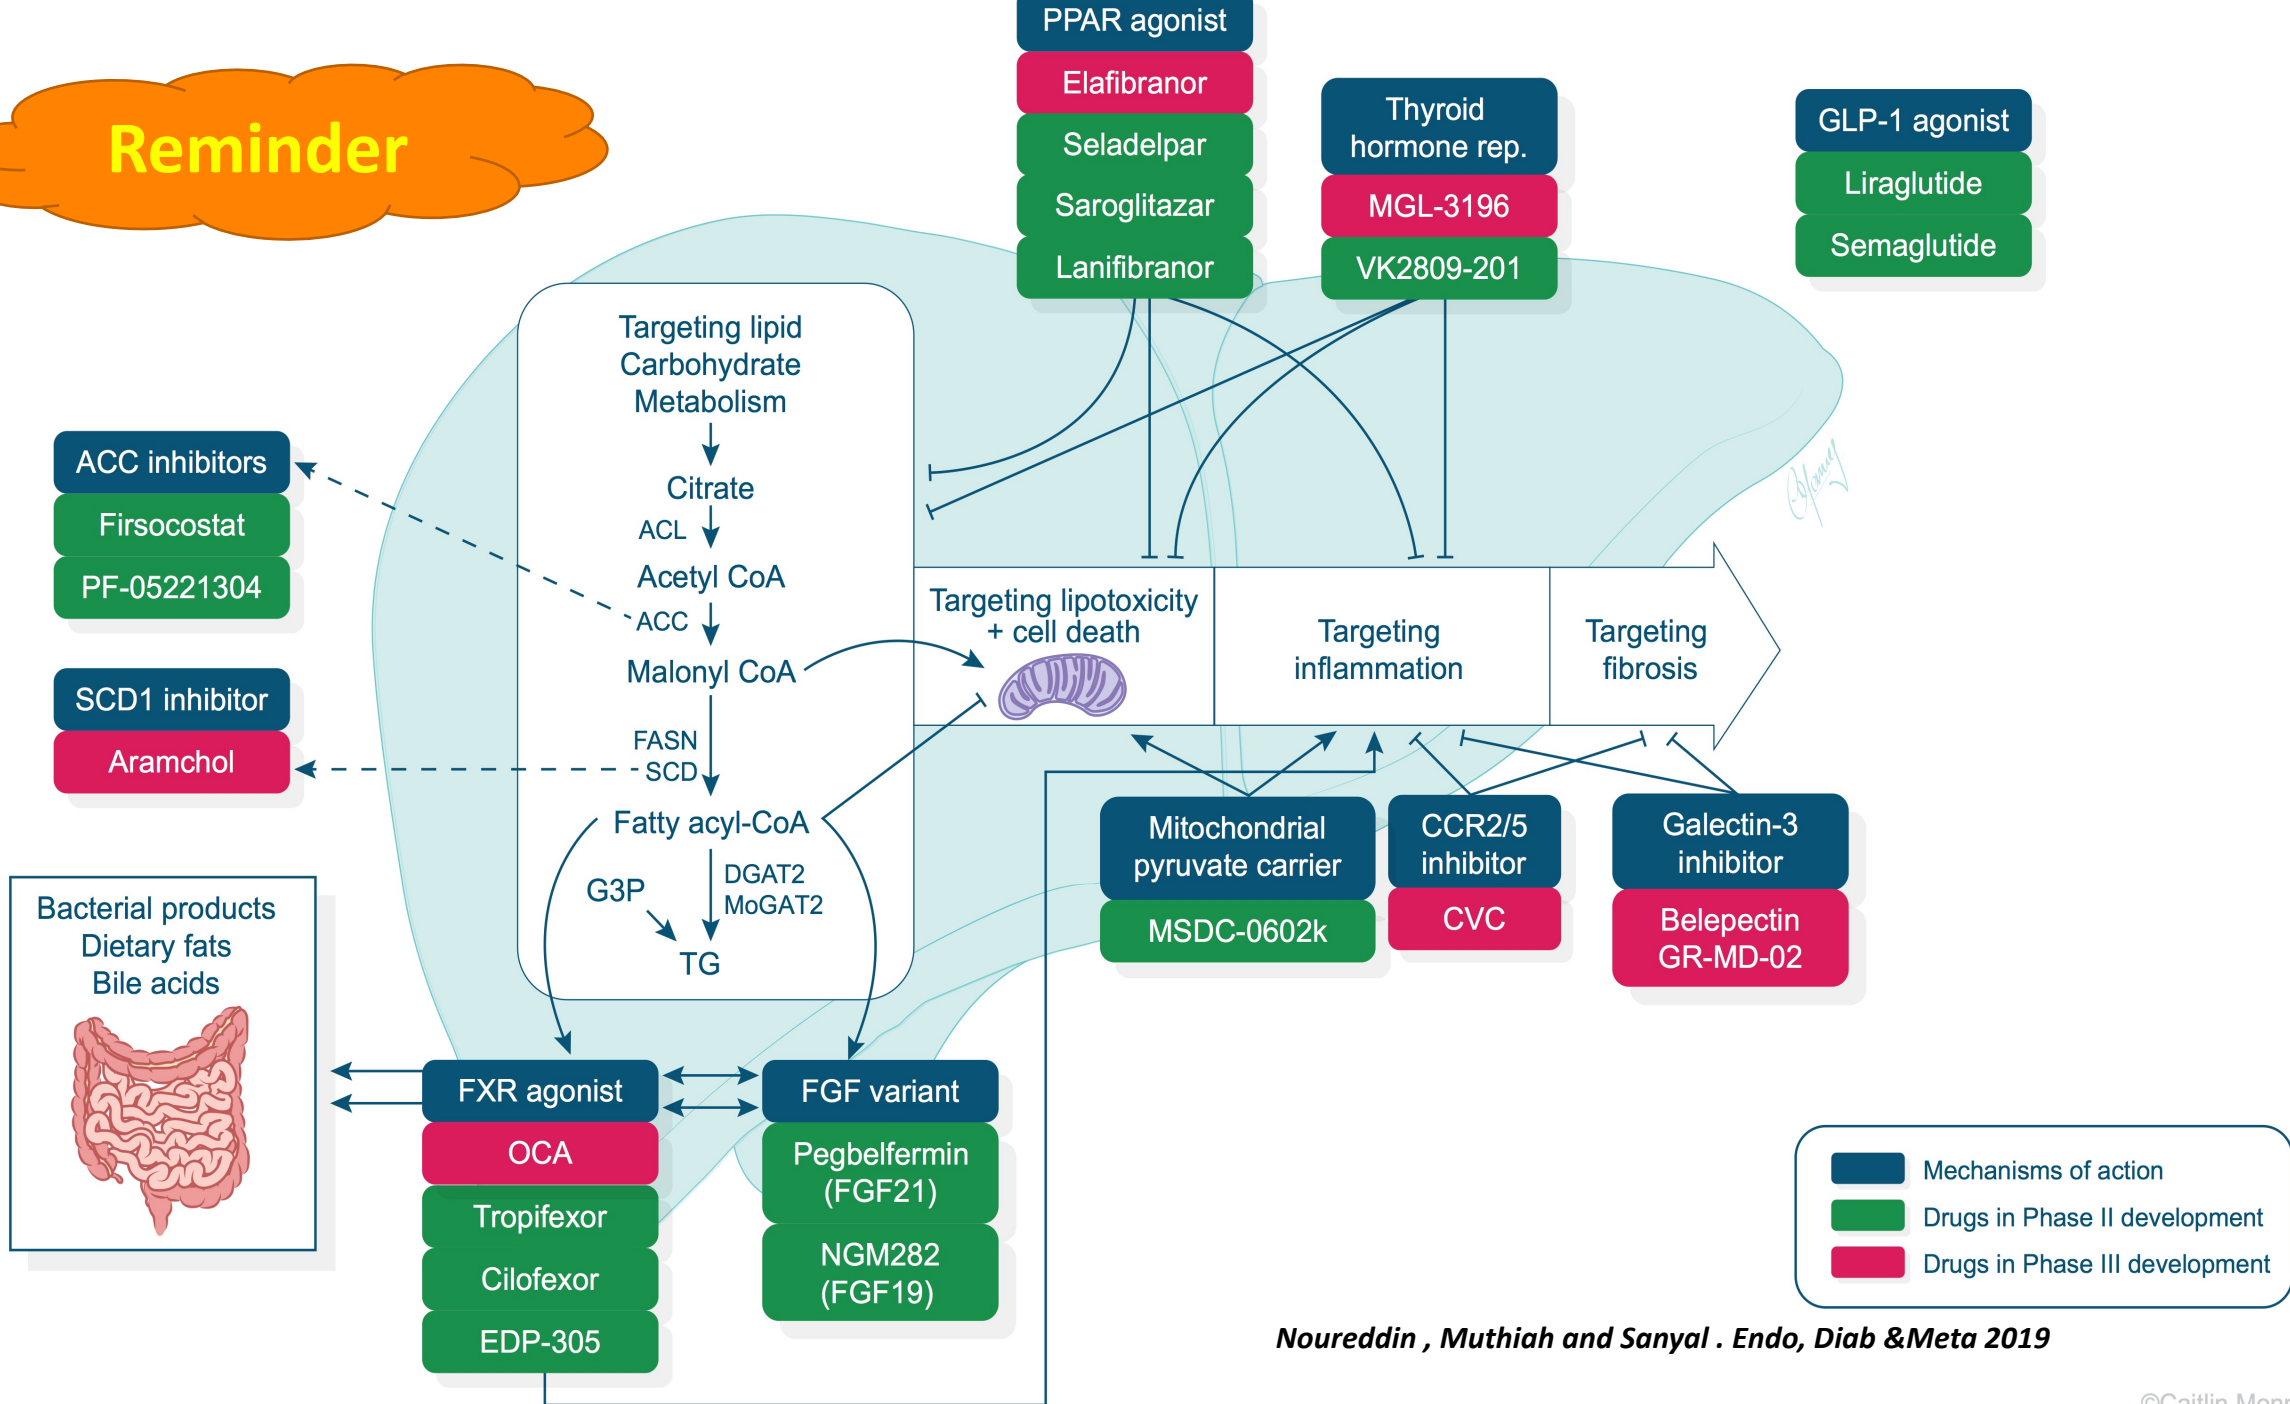 Reminder
PPAR agonist
Elafibranor
Seladelpar
Saroglitazar
Lanifibranor
Thyroid
hormone rep.
MGL-3196
VK2809-201
GLP-1 agonist
Liraglutide
Semaglutide
Targeting lipid
Carbohydrate
Metabolism
Citrate
ACL
Acetyl CoA
ACC
Malonyl CoA
FASN
SCD
Fatty acyl-CoA
G3P
DGAT2
MoGAT2
TG
ACC inhibitors
Firsocostat
PF-05221304
SCD1 inhibitor
Aramchol
Targeting lipotoxicity
+ cell death
Targeting
inflammation
Targeting
fibrosis
Mitochondrial
pyruvate carrier
MSDC-0602k
CCR2/5
inhibitor
CVC
Galectin-3
inhibitor
Belepectin
GR-MD-02
Bacterial products
Dietary fats
Bile acids
FXR agonist
OCA
Tropifexor
Cilofexor
EDP-305
FGF variant
Pegbelfermin
(FGF21)
NGM282
(FGF19)
Mechanisms of action
Drugs in Phase II development
Drugs in Phase III development
Noureddin , Muthiah and Sanyal . Endo, Diab &Meta 2019
©Caitlin